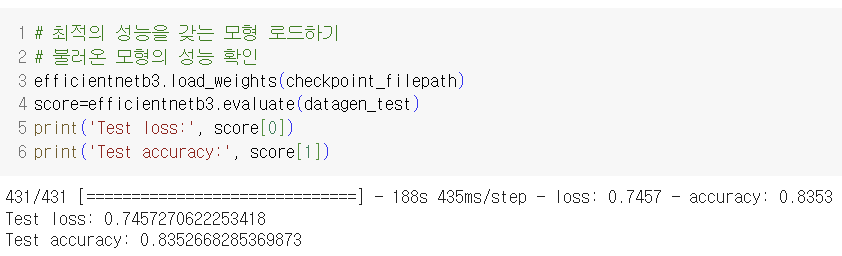 1 # 최적의 성능을 갖는 모형 로드하기
2 # 불러온 모형의 성능 확인
3 efficientnetb3.load_weights(checkpoint_filepath)
4 score=efficientnetb3.evaluate(datagen_test)
5 print('Test loss:', score[0])
6 print('Test accuracy:', score[1])
431/431 [==============================] - 188s 435ms/step - loss: 0.7457 - accuracy: 0.8353
Test loss: 0.7457270622253418
Test accuracy: 0.8352668285369873